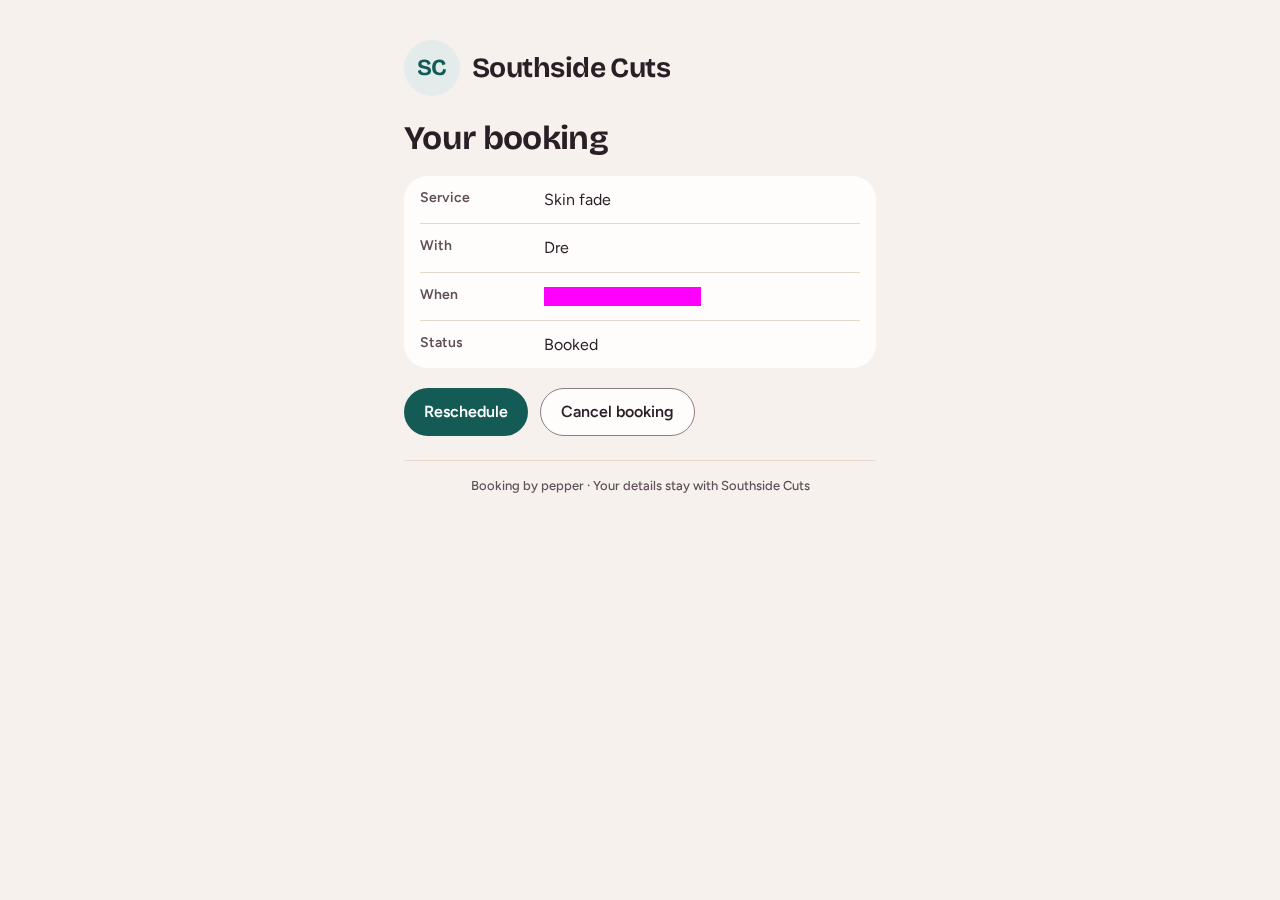 SC
Southside Cuts
Your booking
Service
Skin fade
With
Dre
When
Status
Booked
Reschedule
Cancel booking
Booking by pepper · Your details stay with Southside Cuts